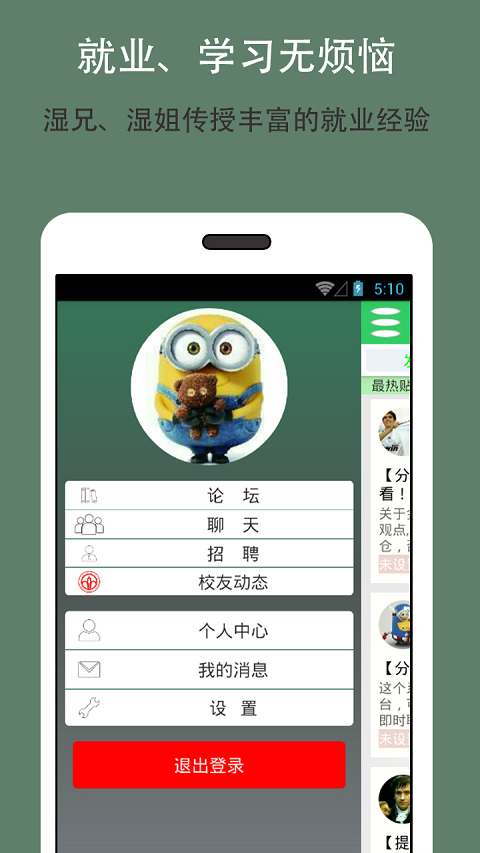 就业、学习无烦恼
湿兄、湿姐传授丰富的就业经验
5:10
最热贴
论 坛
聊 天
招 聘
校友动态
个人中心
我的消息
设 置
退出登录
【分
看！
关于
观点,
仓，
未设
【分
这个
台，
即时
未设
【提